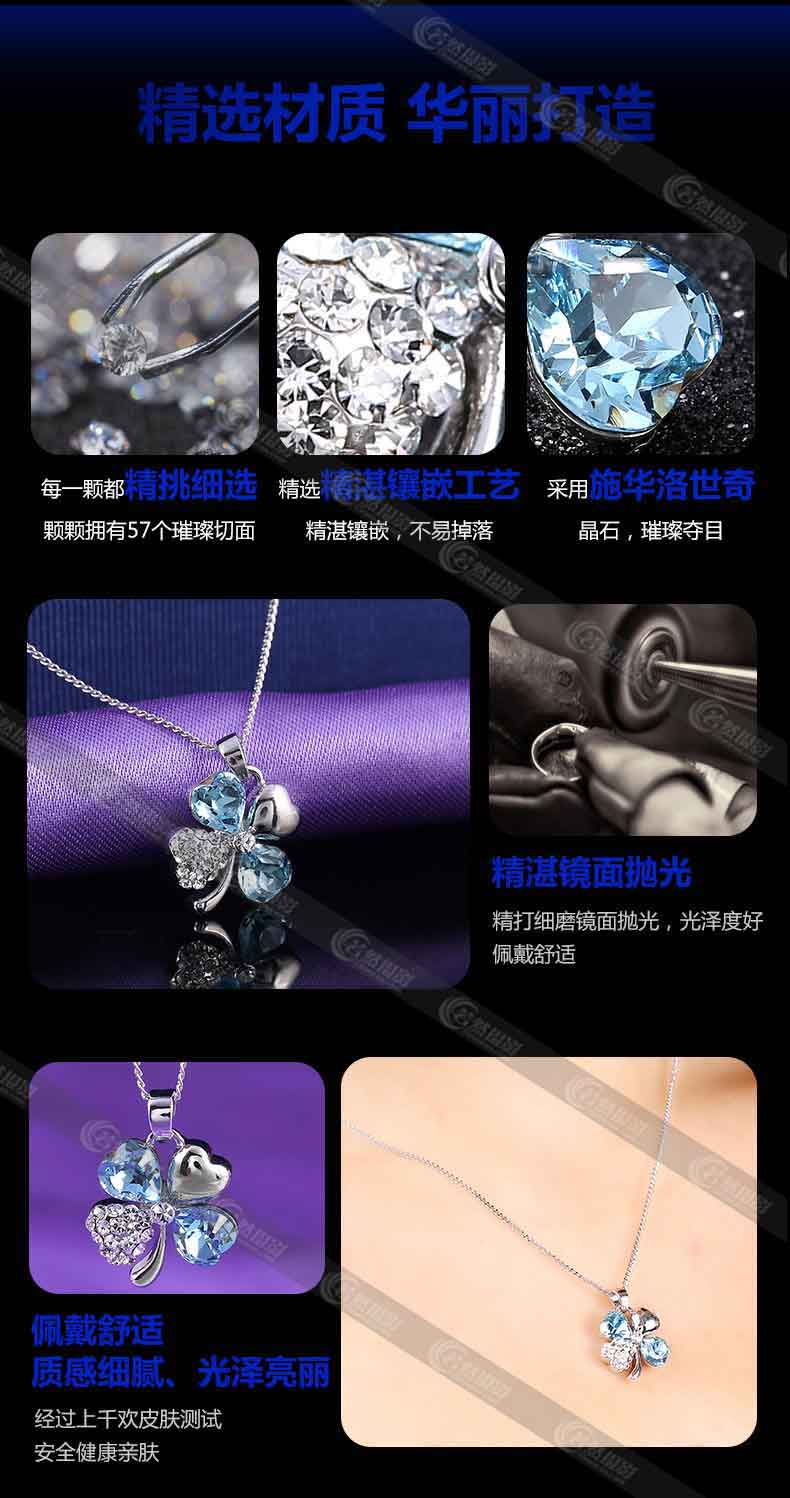 精选材质 华丽打造
每一颗都精挑细选
颗颗拥有57个璀璨切面
精选精湛镶嵌工艺
精湛镶嵌，不易掉落
采用施华洛世奇
晶石，璀璨夺目
精湛镜面抛光
精打细磨镜面抛光，光泽度好
佩戴舒适
佩戴舒适
质感细腻、光泽亮丽
经过上千欢皮肤测试
安全健康亲肤